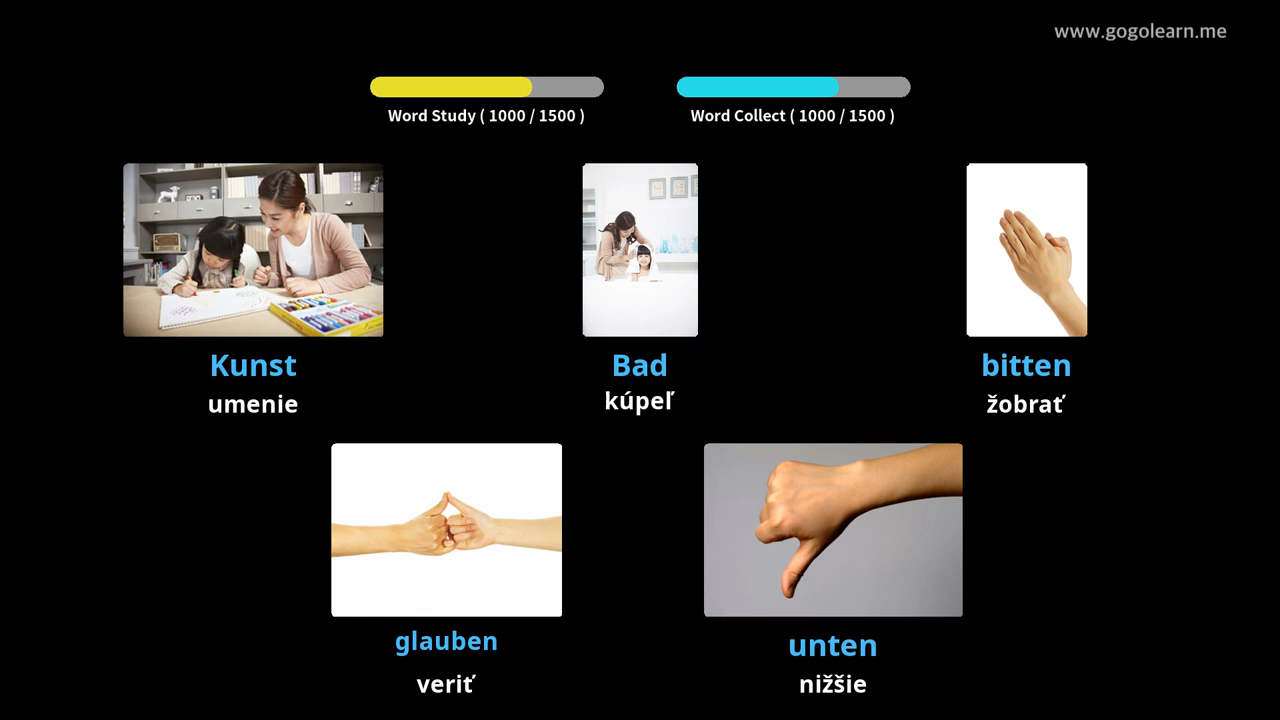 www.gogolearn.me
Word Study ( 1000 / 1500 )
Word Collect ( 1000 / 1500 )
Kunst
umenie
Bad
kúpeľ
bitten
žobrať
glauben
veriť
unten
nižšie